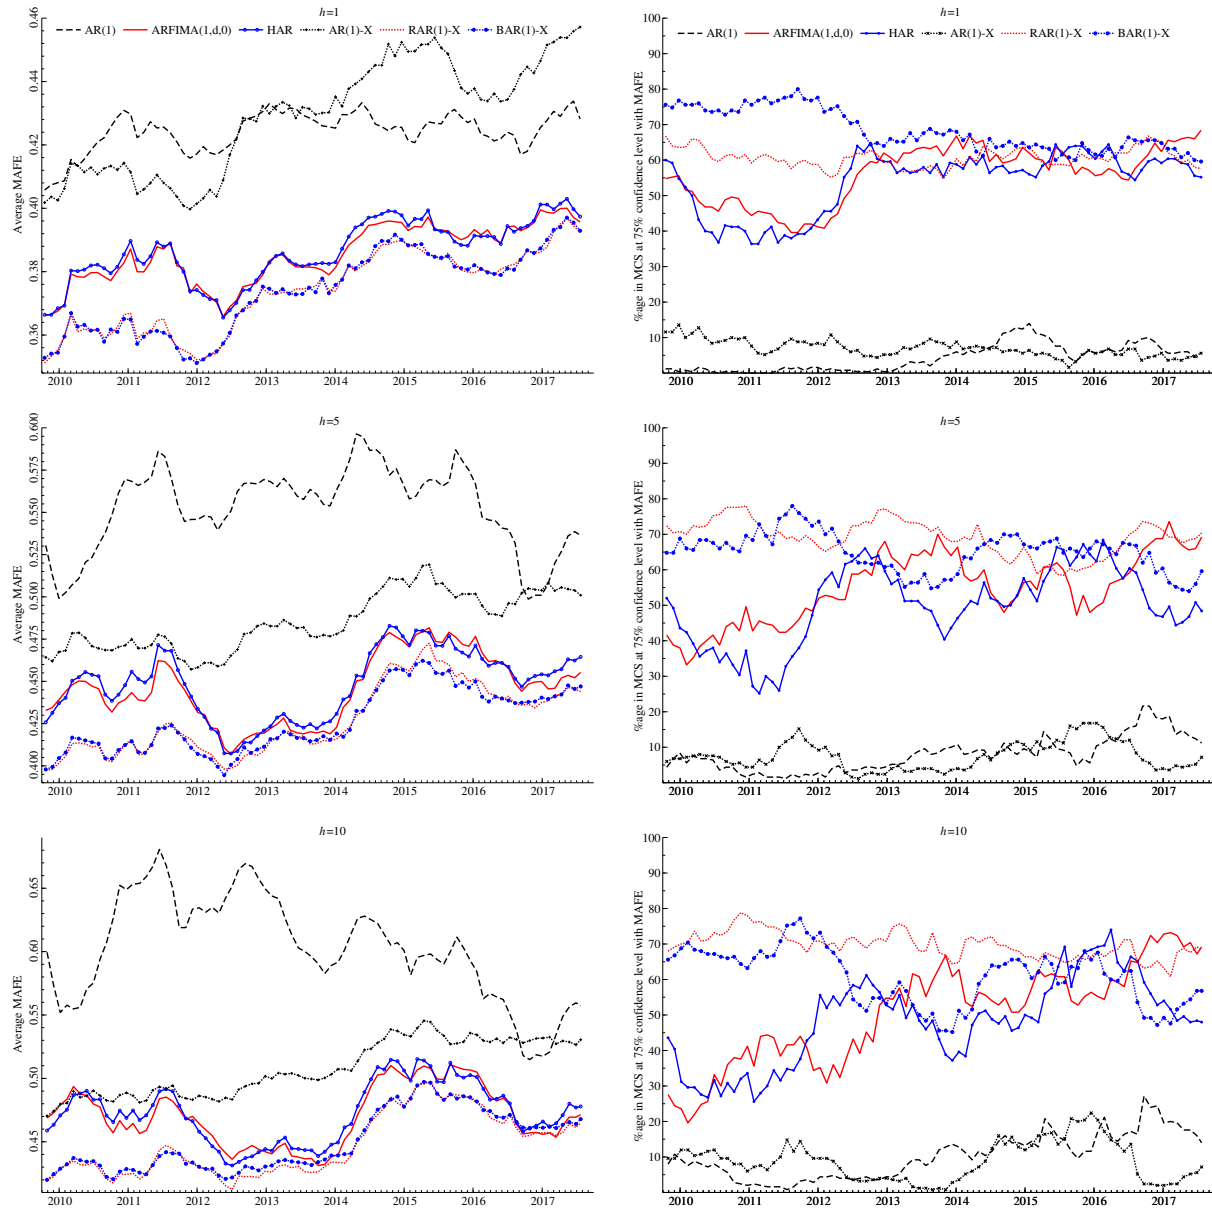 h=1
AR(1) ARFIMA(1,d,0) HAR AR(1)-X RAR(1)-X BAR(1)-X
Average MAFE
0.46
0.44
0.42
0.40
0.38
0.36
2010 2011 2012 2013 2014 2015 2016 2017
h=1
AR(1) ARFIMA(1,d,0) HAR AR(1)-X RAR(1)-X BAR(1)-X
%age in MCS at 75% confidence level with MAFE
100
90
80
70
60
50
40
30
20
10
2010 2011 2012 2013 2014 2015 2016 2017
h=5
Average MAFE
0.600
0.575
0.550
0.525
0.500
0.475
0.450
0.425
0.400
2010 2011 2012 2013 2014 2015 2016 2017
h=5
%age in MCS at 75% confidence level with MAFE
100
90
80
70
60
50
40
30
20
10
2010 2011 2012 2013 2014 2015 2016 2017
h=10
Average MAFE
0.65
0.60
0.55
0.50
0.45
2010 2011 2012 2013 2014 2015 2016 2017
h=10
%age in MCS at 75% confidence level with MAFE
100
90
80
70
60
50
40
30
20
10
2010 2011 2012 2013 2014 2015 2016 2017